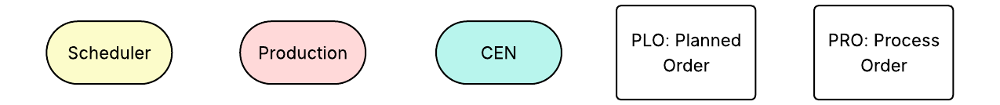 Scheduler
Production
CEN
PLO: Planned
Order
PRO: Process
Order